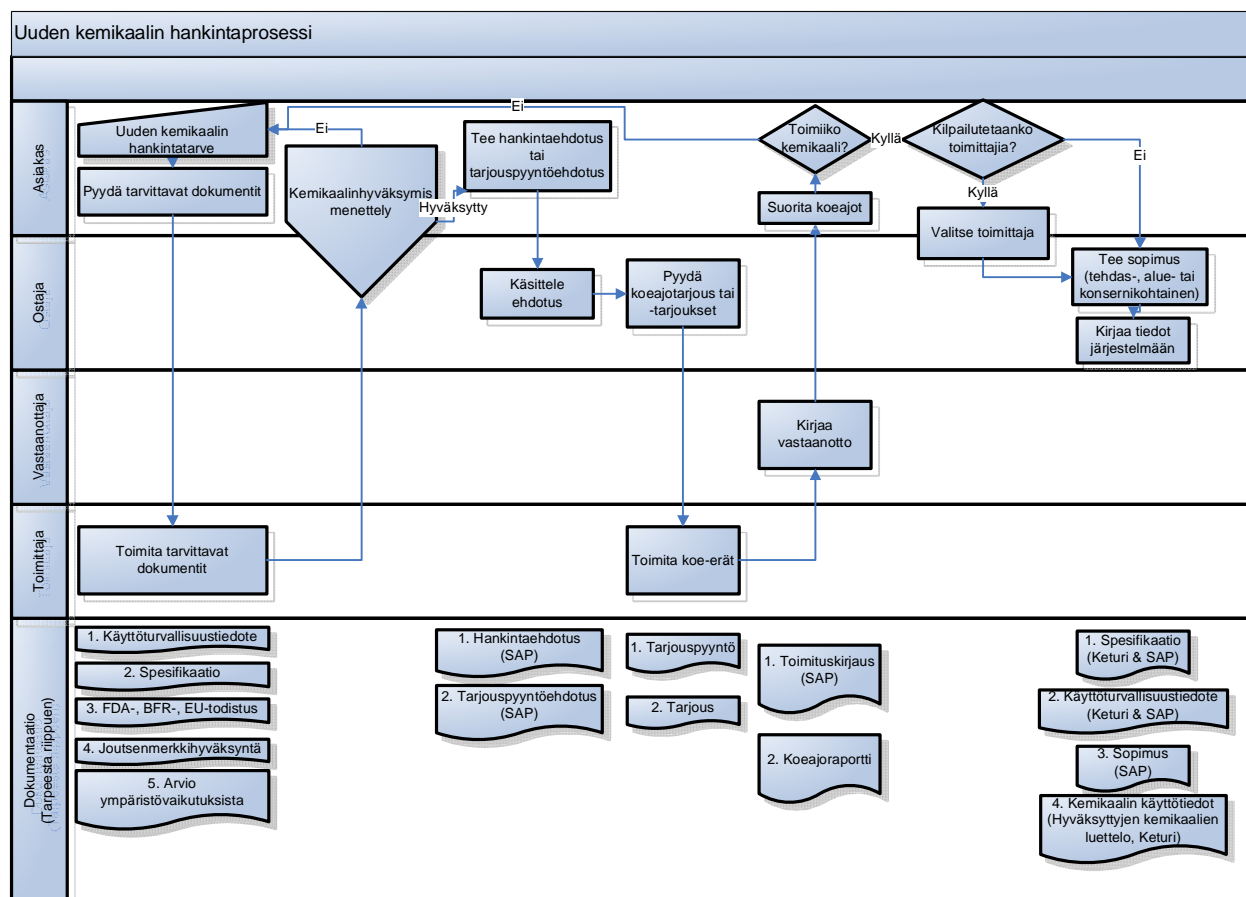 Uuden kemikaalin hankintaprosessi
Asiakas
Uuden kemikaalin
hankintatarve
Pyydä tarvittavat dokumentit
Ei
Kemikaalinhyväksymis
menettely
Hyväksytty
Tee hankintaehdotus
tai
tarjouspyyntöehdotus
Ei
Toimiiko
kemikaali?
Kyllä
Suorita koeajot
Kilpailutetaanko
toimittajia?
Ei
Kyllä
Valitse toimittaja
Ostaja
Käsittele
ehdotus
Pyydä
koeajotarjous tai
-tarjoukset
Tee sopimus
(tehdas-, alue- tai
konsernikohtainen)
Kirjaa tiedot
järjestelmään
Vastaanottaja
Kirjaa
vastaanotto
Toimittaja
Toimita tarvittavat
dokumentit
Toimita koe-erät
Dokumentaatio
(Tarpeesta riippuen)
1. Käyttöturvallisuustiedote
2. Spesifikaatio
3. FDA-, BFR-, EU-todistus
4. Joutsenmerkkihyväksyntä
5. Arvio
ympäristövaikutuksista
1. Hankintaehdotus
(SAP)
2. Tarjouspyyntöehdotus
(SAP)
1. Tarjouspyyntö
2. Tarjous
1. Toimituskirjaus
(SAP)
2. Koeajoraportti
1. Spesifikaatio
(Keturi & SAP)
2. Käyttöturvallisuustiedote
(Keturi & SAP)
3. Sopimus
(SAP)
4. Kemikaalin käyttötiedot
(Hyväksyttyjen kemikaalien
luettelo, Keturi)